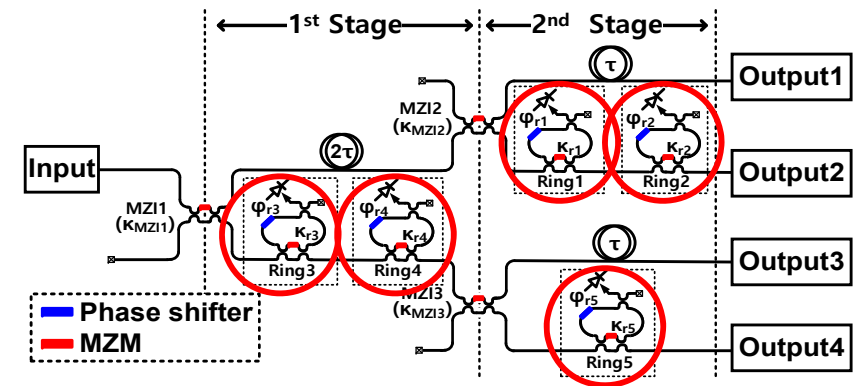 1st Stage
2nd Stage
τ
Output1
MZI2
(κMZI2)
φr1
κr1
Ring1
φr2
κr2
Ring2
Output2
Input
2τ
MZI1
(κMZI1)
φr3
κr3
Ring3
φr4
κr4
Ring4
τ
Output3
MZI3
(κMZI3)
φr5
κr5
Ring5
Output4
Phase shifter
MZM